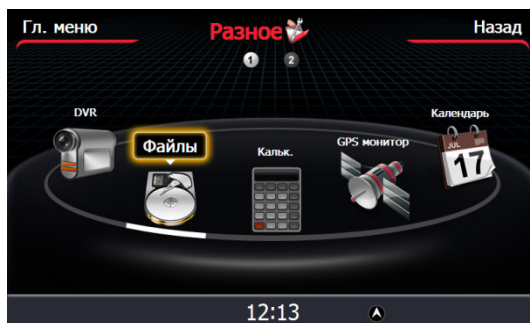 Гл. меню
Разное
Назад
1 2
DVR
Файлы
Кальк.
GPS монитор
Календарь
JUL
17
12:13